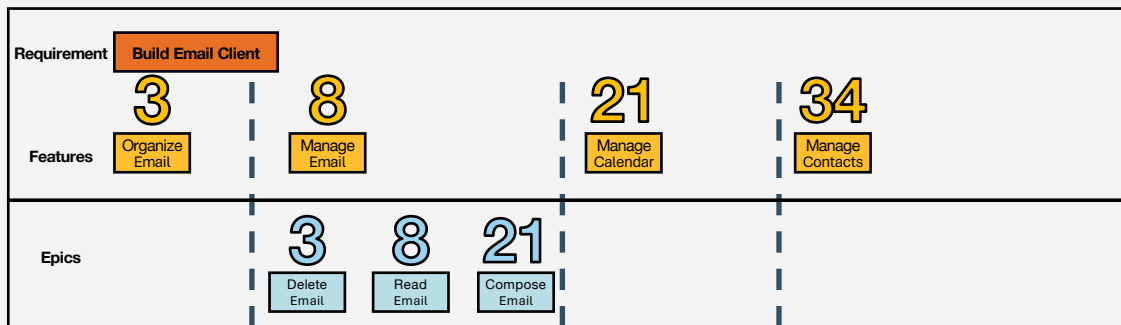 Requirement
Build Email Client
3
8
21
34
Features
Organize
Email
Manage
Email
Manage
Calendar
Manage
Contacts
3
8
21
Epics
Delete
Email
Read
Email
Compose
Email